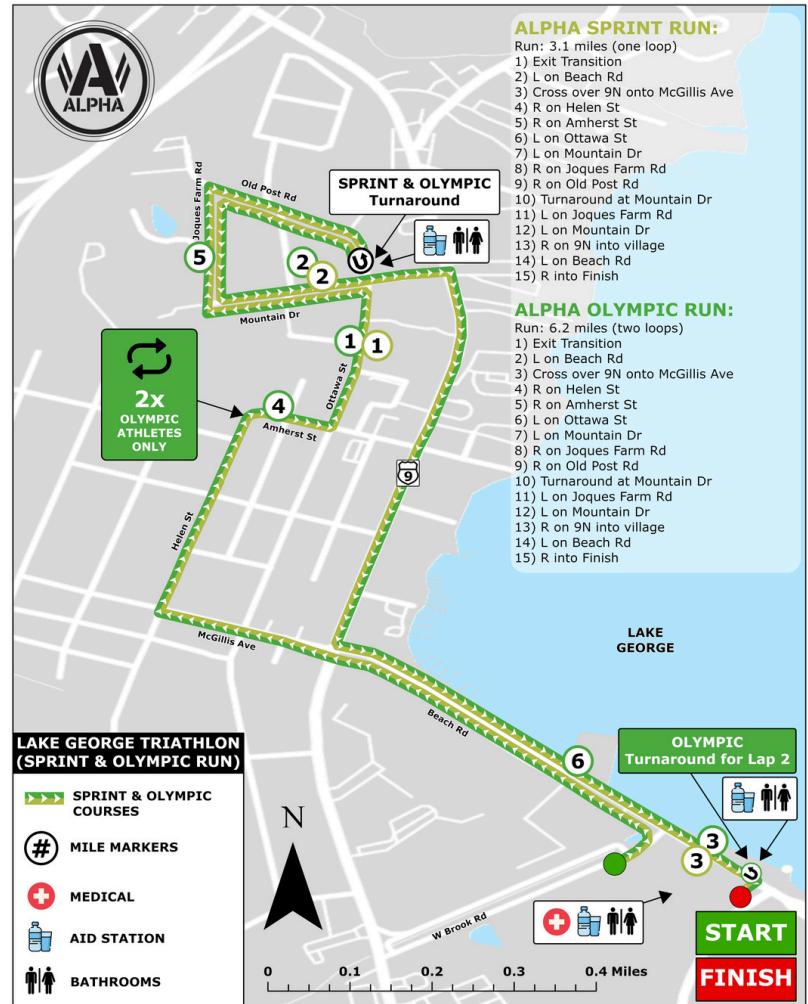 ALPHA
ALPHA SPRINT RUN:
Run: 3.1 miles (one loop)
1) Exit Transition
2) L on Beach Rd
3) Cross over 9N onto McGillis Ave
4) R on Helen St
5) R on Amherst St
6) L on Ottawa St
7) L on Mountain Dr
8) R on Joques Farm Rd
9) R on Old Post Rd
10) Turnaround at Mountain Dr
11) L on Joques Farm Rd
12) L on Mountain Dr
13) R on 9N into village
14) L on Beach Rd
15) R into Finish
ALPHA OLYMPIC RUN:
Run: 6.2 miles (two loops)
1) Exit Transition
2) L on Beach Rd
3) Cross over 9N onto McGillis Ave
4) R on Helen St
5) R on Amherst St
6) L on Ottawa St
7) L on Mountain Dr
8) R on Joques Farm Rd
9) R on Old Post Rd
10) Turnaround at Mountain Dr
11) L on Joques Farm Rd
12) L on Mountain Dr
13) R on 9N into village
14) L on Beach Rd
15) R into Finish
Joques Farm Rd
Old Post Rd
SPRINT & OLYMPIC
Turnaround
5
2
2
Mountain Dr
1
1
Ottawa St
2x
OLYMPIC
ATHLETES
ONLY
4
Amherst St
9
Helen St
McGillis Ave
LAKE
GEORGE
Beach Rd
6
OLYMPIC
Turnaround for Lap 2
3
3
W Brook Rd
START
FINISH
LAKE GEORGE TRIATHLON
(SPRINT & OLYMPIC RUN)
SPRINT & OLYMPIC
COURSES
# MILE MARKERS
MEDICAL
AID STATION
BATHROOMS
N
0 0.1 0.2 0.3 0.4 Miles